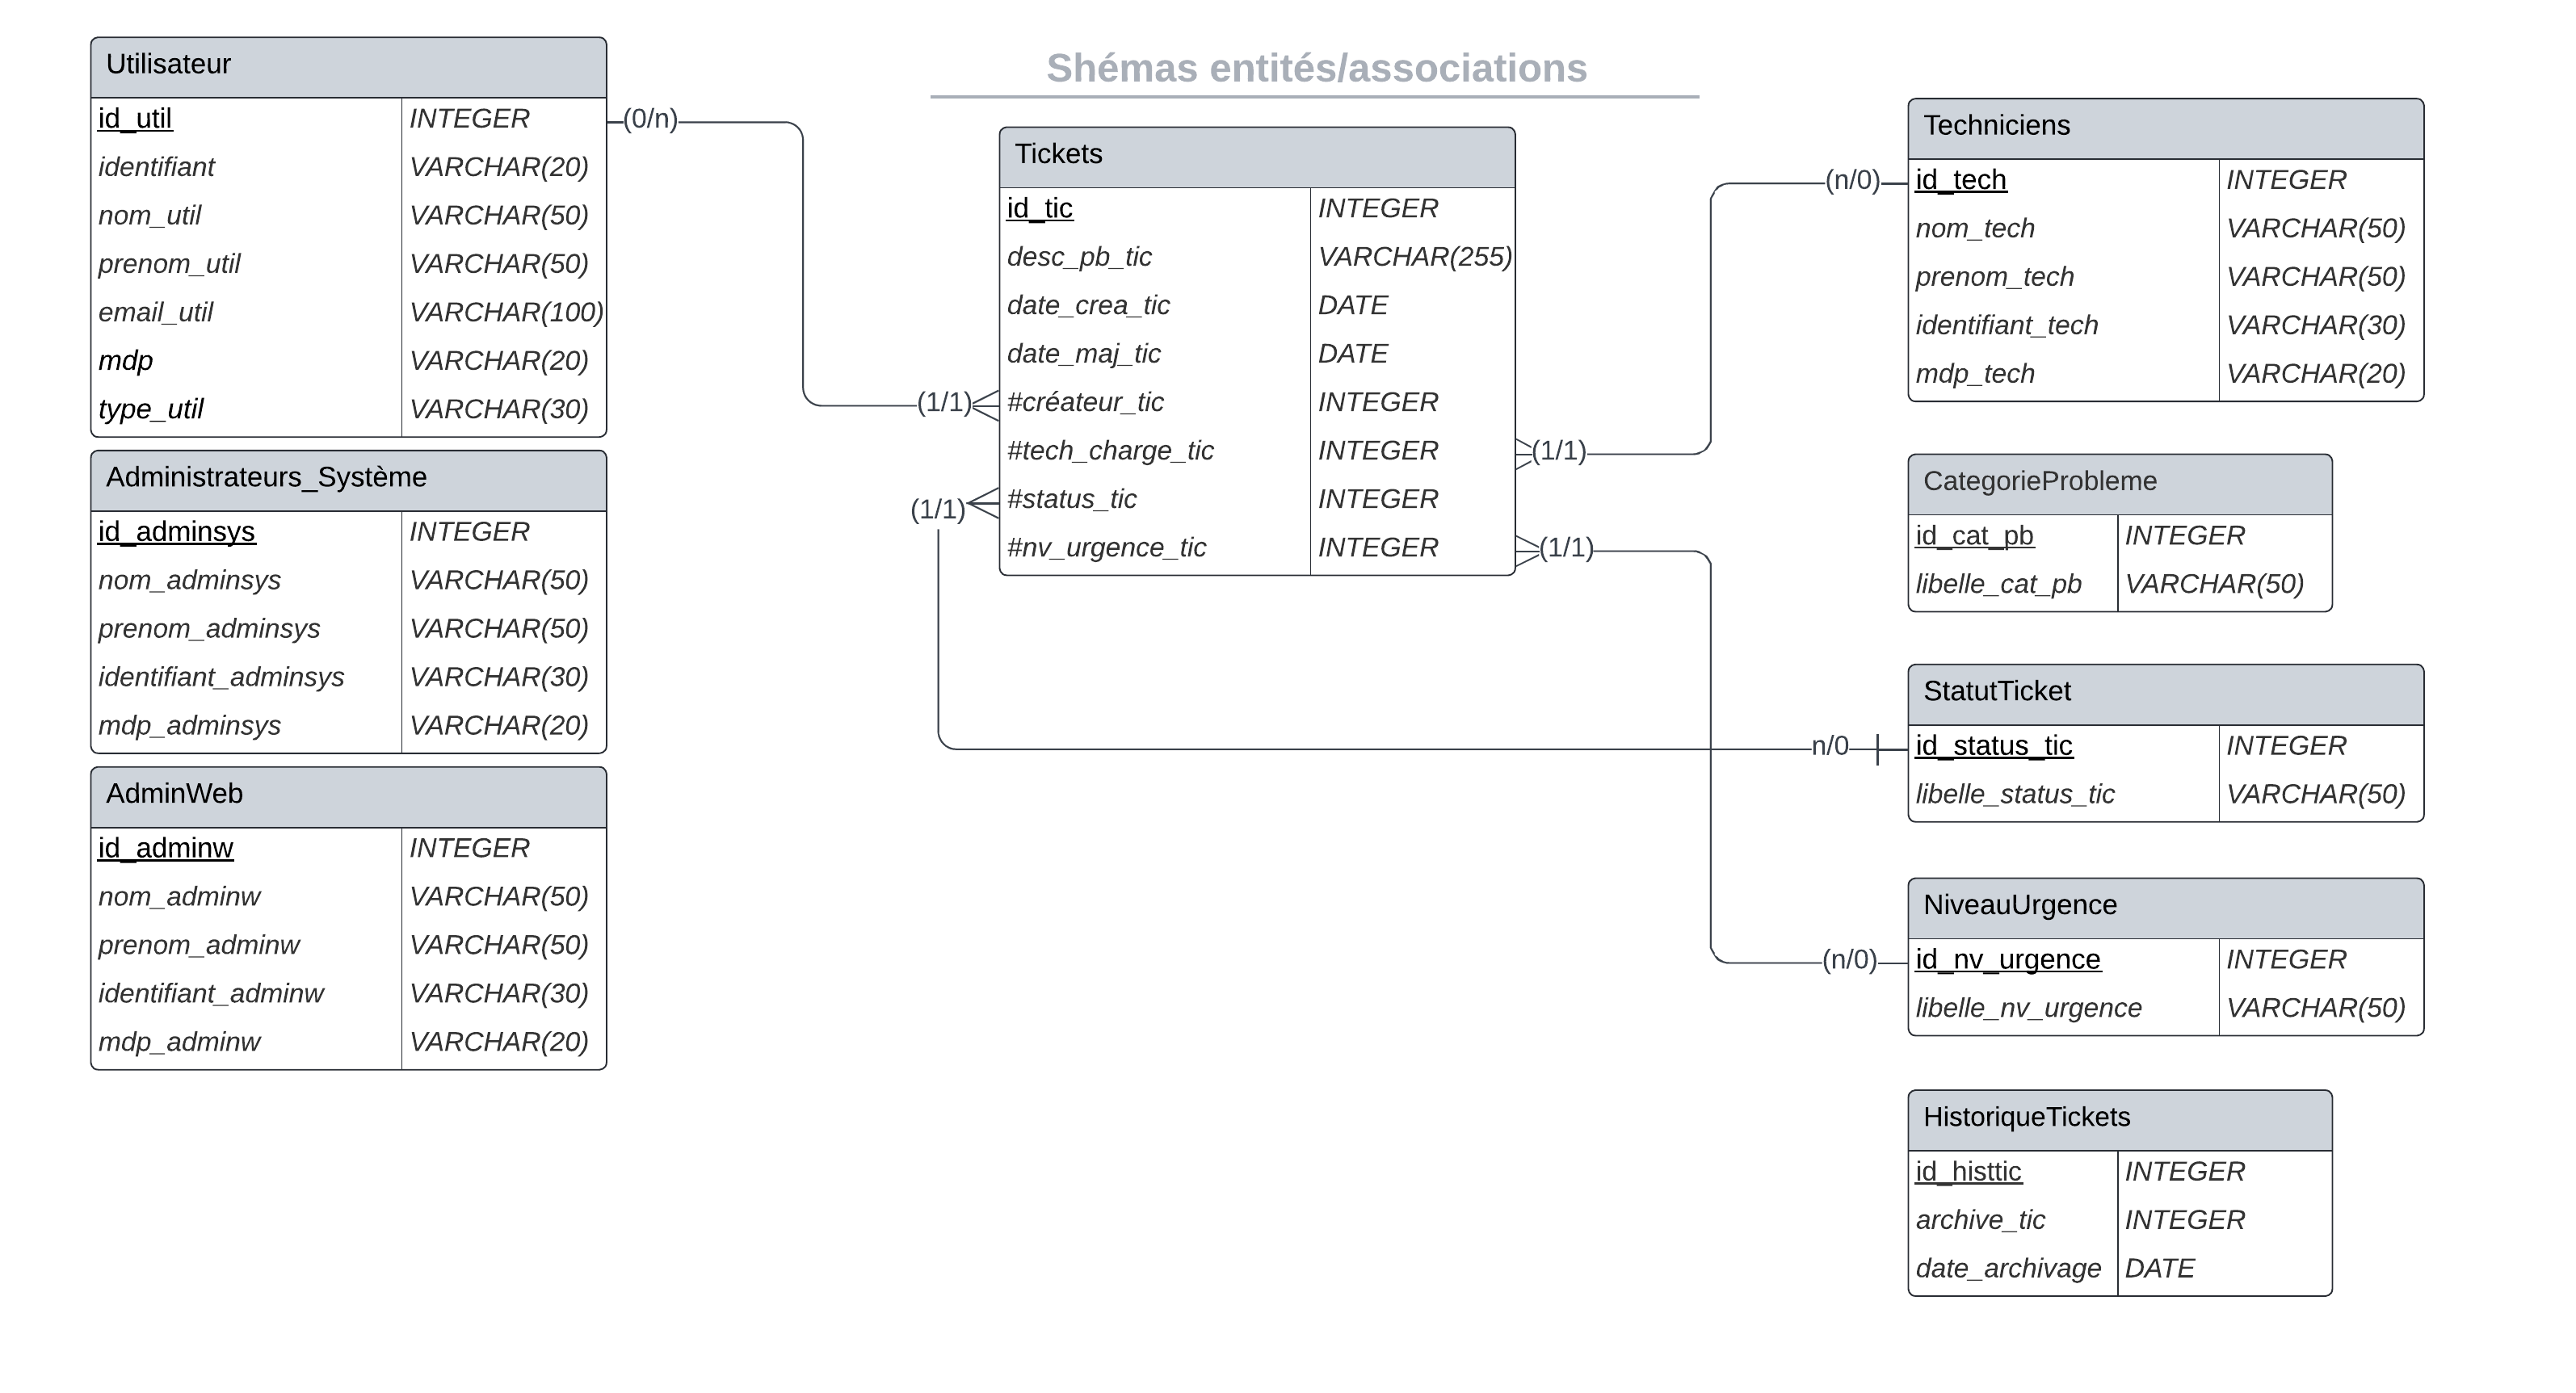 Shémas entités/associations
Utilisateur
id_util INTEGER
identifiant VARCHAR(20)
nom_util VARCHAR(50)
prenom_util VARCHAR(50)
email_util VARCHAR(100)
mdp VARCHAR(20)
type_util VARCHAR(30)
Administrateurs_Système
id_adminsys INTEGER
nom_adminsys VARCHAR(50)
prenom_adminsys VARCHAR(50)
identifiant_adminsys VARCHAR(30)
mdp_adminsys VARCHAR(20)
AdminWeb
id_adminw INTEGER
nom_adminw VARCHAR(50)
prenom_adminw VARCHAR(50)
identifiant_adminw VARCHAR(30)
mdp_adminw VARCHAR(20)
(0/n)
(1/1)
(1/1)
Tickets
id_tic INTEGER
desc_pb_tic VARCHAR(255)
date_crea_tic DATE
date_maj_tic DATE
#créateur_tic INTEGER
#tech_charge_tic INTEGER
#status_tic INTEGER
#nv_urgence_tic INTEGER
(1/1)
(1/1)
(n/0)
n/0
(n/0)
Techniciens
id_tech INTEGER
nom_tech VARCHAR(50)
prenom_tech VARCHAR(50)
identifiant_tech VARCHAR(30)
mdp_tech VARCHAR(20)
CategorieProbleme
id_cat_pb INTEGER
libelle_cat_pb VARCHAR(50)
StatutTicket
id_status_tic INTEGER
libelle_status_tic VARCHAR(50)
NiveauUrgence
id_nv_urgence INTEGER
libelle_nv_urgence VARCHAR(50)
HistoriqueTickets
id_histtic INTEGER
archive_tic INTEGER
date_archivage DATE